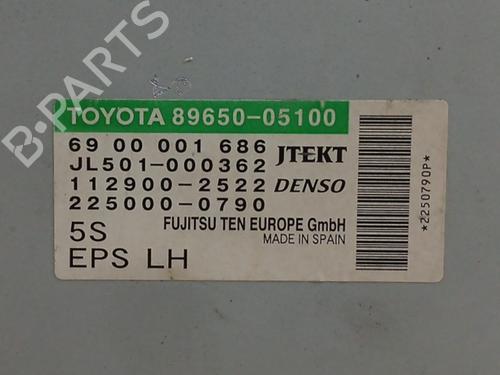 TOYOTA 89650-05100
69 00 001 686 JTEKT
JL501-000362
112900-2522 DENSO
225000-0790
FUJITSU TEN EUROPE GmbH
5S MADE IN SPAIN
EPS LH
*2250790P*
B-PARTS